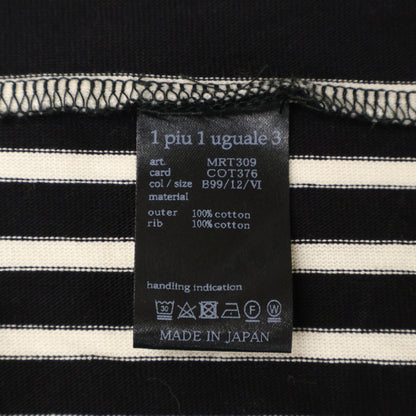 1 piu 1 uguale 3
art. MRT309
card COT376
col / size B99/12/VI
material
outer 100% cotton
rib 100% cotton
handling indication
30 F W
MADE IN JAPAN